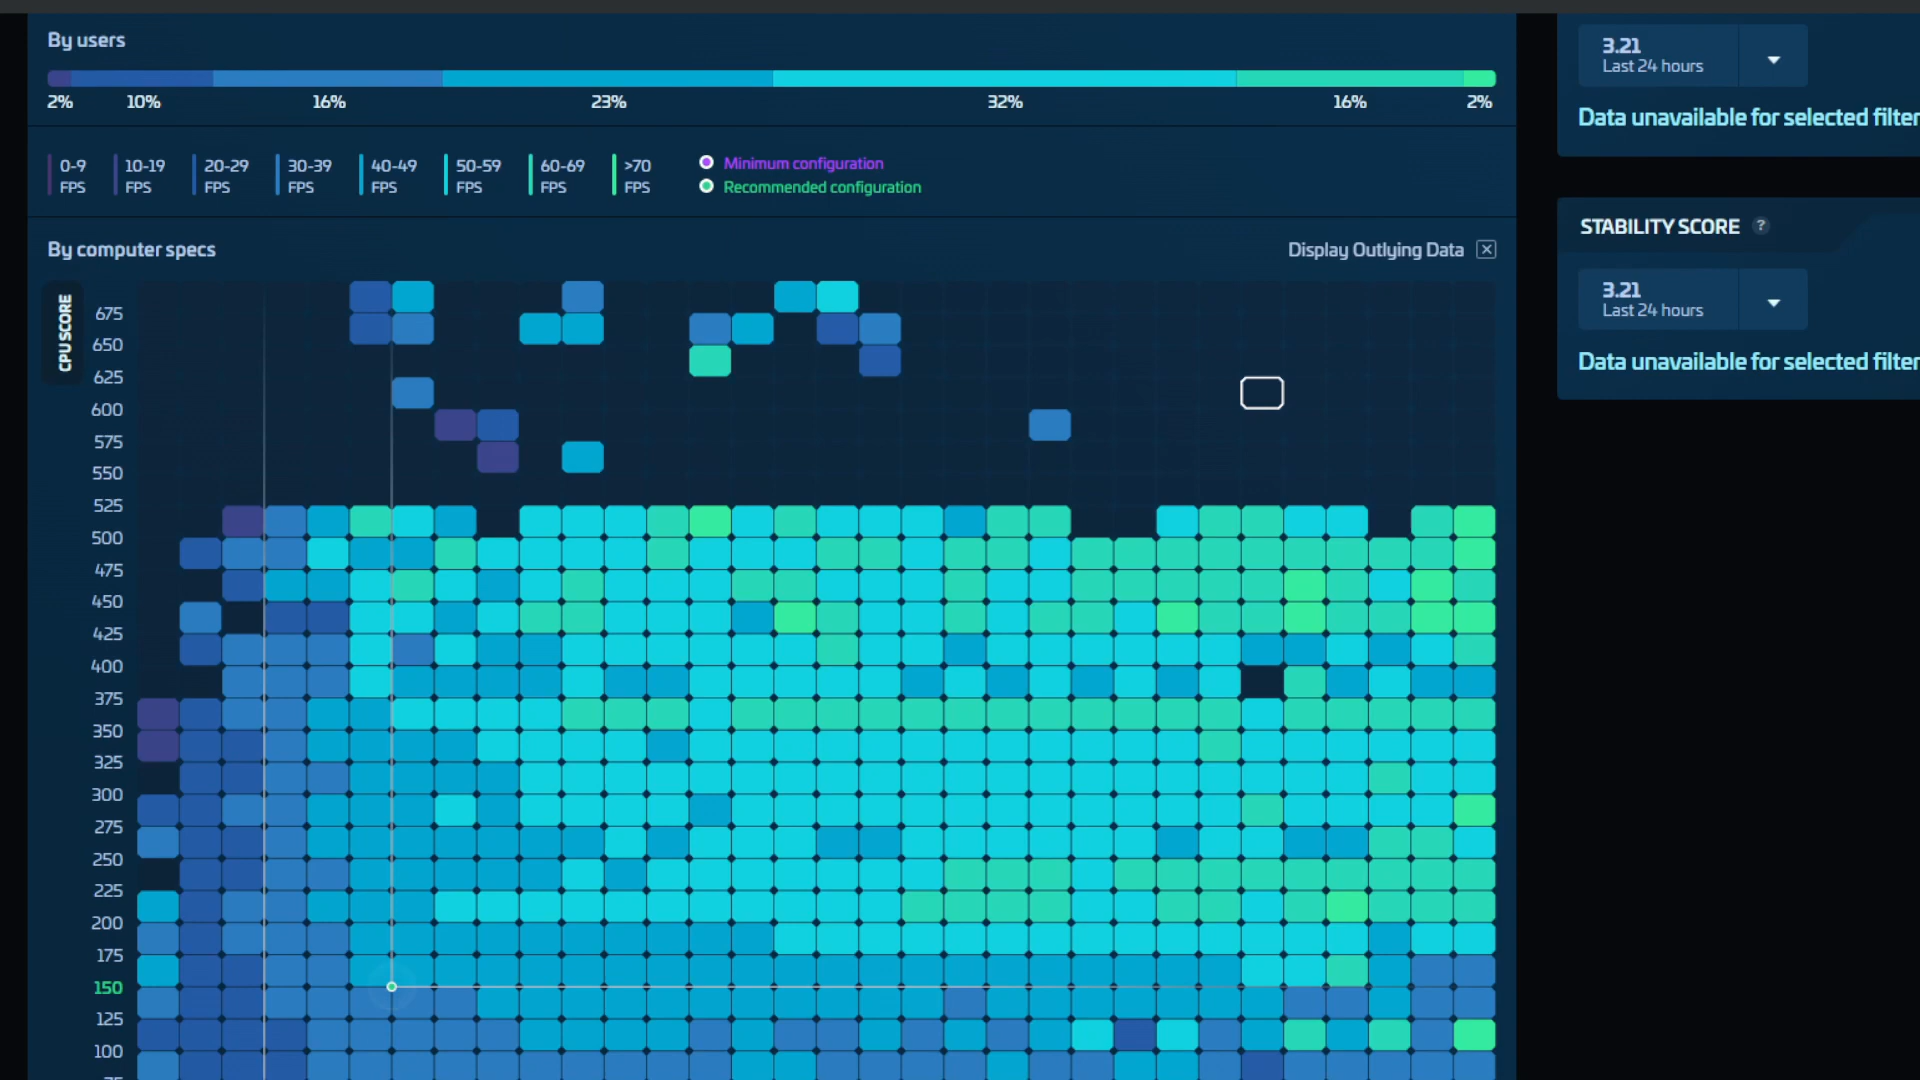 By users
2% 10% 16% 23% 32% 16% 2%
0-9 10-19 20-29 30-39 40-49 50-59 60-69 >70
FPS FPS FPS FPS FPS FPS FPS FPS
Minimum configuration
Recommended configuration
By computer specs
Display Outlying Data
CPU SCORE
675
650
625
600
575
550
525
500
475
450
425
400
375
350
325
300
275
250
225
200
175
150
125
100
3.21
Last 24 hours
Data unavailable for selected filter
STABILITY SCORE ?
3.21
Last 24 hours
Data unavailable for selected filter